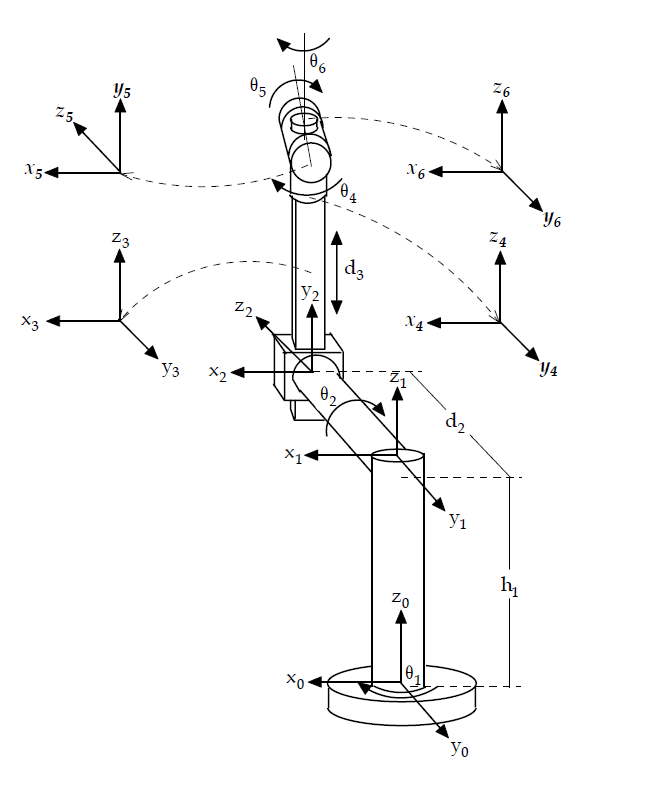 θ₆
θ₅
y₅
z₅
z₆
x₅
x₆
θ₄
y₆
z₃
z₄
d₃
y₂
z₂
x₃
x₄
y₃
y₄
x₂
z₁
θ₂
d₂
x₁
y₁
h₁
z₀
θ₁
x₀
y₀